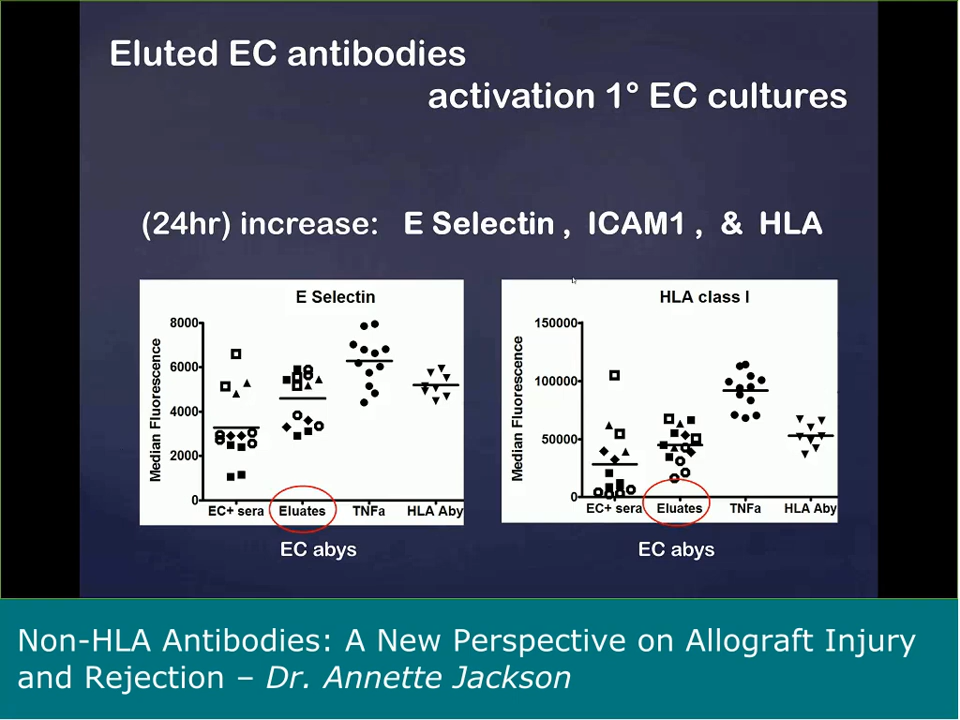 Eluted EC antibodies
activation 1° EC cultures
(24hr) increase: E Selectin , ICAM1 , & HLA
E Selectin
Median Fluorescence
8000
6000
4000
2000
0
EC+ sera Eluates TNFa HLA Aby
EC abys
HLA class I
Median Fluorescence
150000
100000
50000
0
EC+ sera Eluates TNFa HLA Aby
EC abys
Non-HLA Antibodies: A New Perspective on Allograft Injury
and Rejection – Dr. Annette Jackson